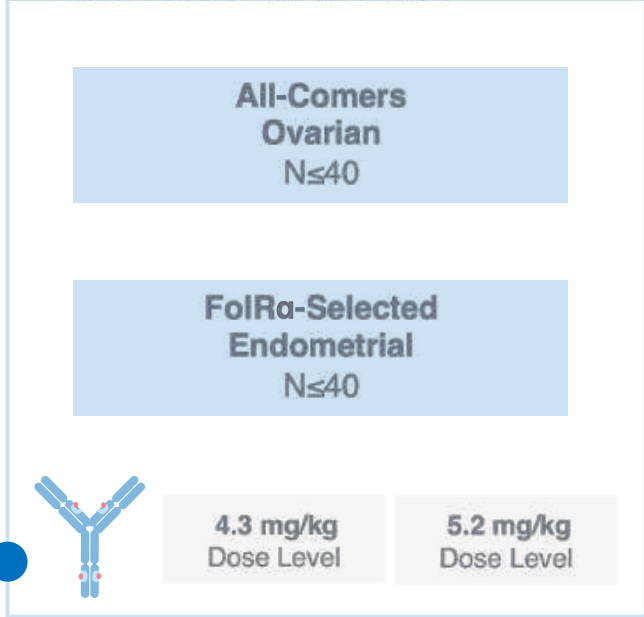 All-Comers
Ovarian
N≤40
FolRα-Selected
Endometrial
N≤40
4.3 mg/kg
Dose Level
5.2 mg/kg
Dose Level